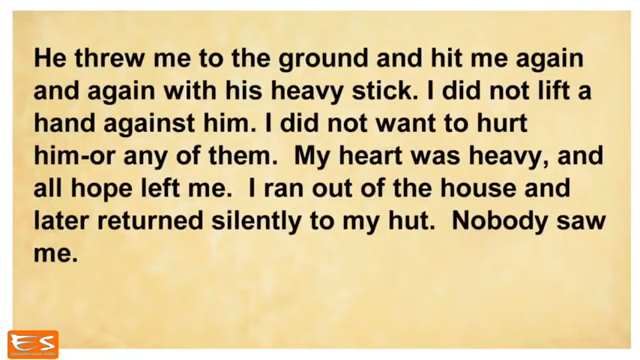 He threw me to the ground and hit me again
and again with his heavy stick. I did not lift a
hand against him. I did not want to hurt
him-or any of them.  My heart was heavy, and
all hope left me.  I ran out of the house and
later returned silently to my hut.  Nobody saw
me.
ES